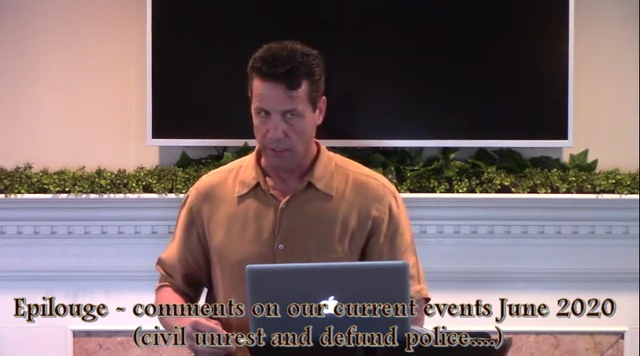 Epilouge ~ comments on our current events June 2020
(civil unrest and defund police....)